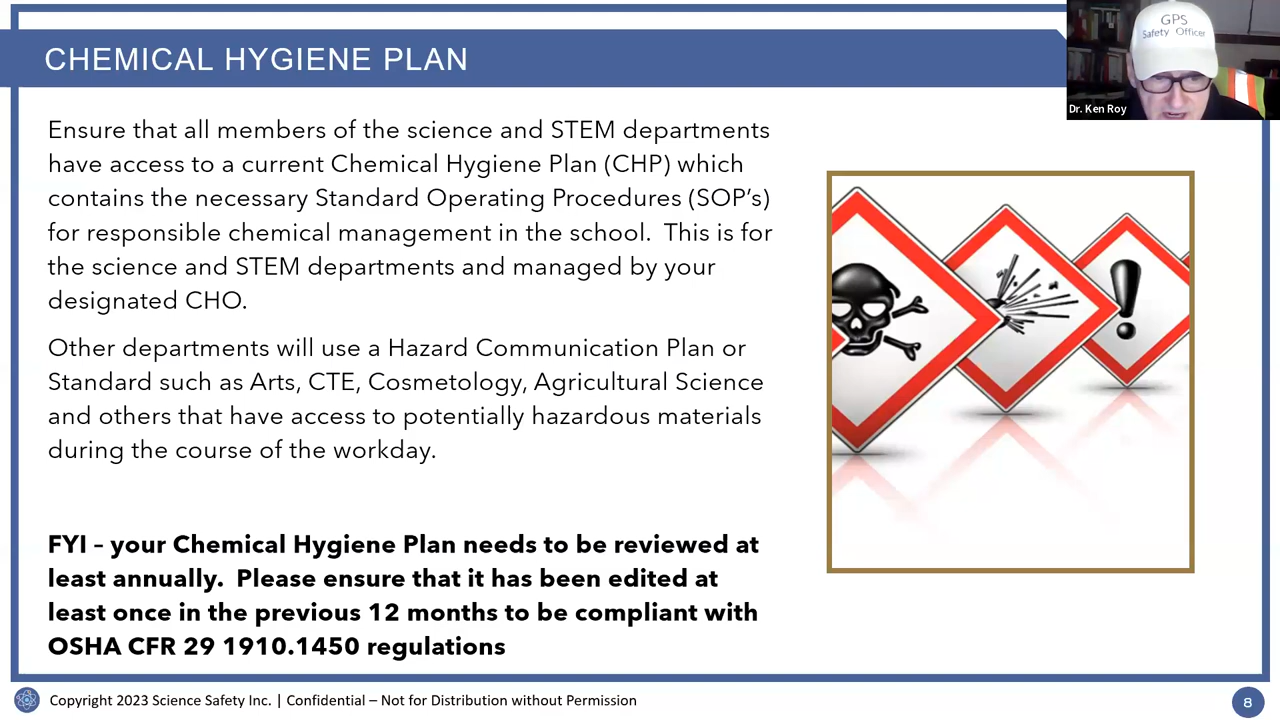 CHEMICAL HYGIENE PLAN
GPS
Safety Officer
Dr. Ken Roy
Ensure that all members of the science and STEM departments
have access to a current Chemical Hygiene Plan (CHP) which
contains the necessary Standard Operating Procedures (SOP’s)
for responsible chemical management in the school.  This is for
the science and STEM departments and managed by your
designated CHO.
Other departments will use a Hazard Communication Plan or
Standard such as Arts, CTE, Cosmetology, Agricultural Science
and others that have access to potentially hazardous materials
during the course of the workday.
FYI – your Chemical Hygiene Plan needs to be reviewed at
least annually.  Please ensure that it has been edited at
least once in the previous 12 months to be compliant with
OSHA CFR 29 1910.1450 regulations
Copyright 2023 Science Safety Inc. | Confidential – Not for Distribution without Permission
8